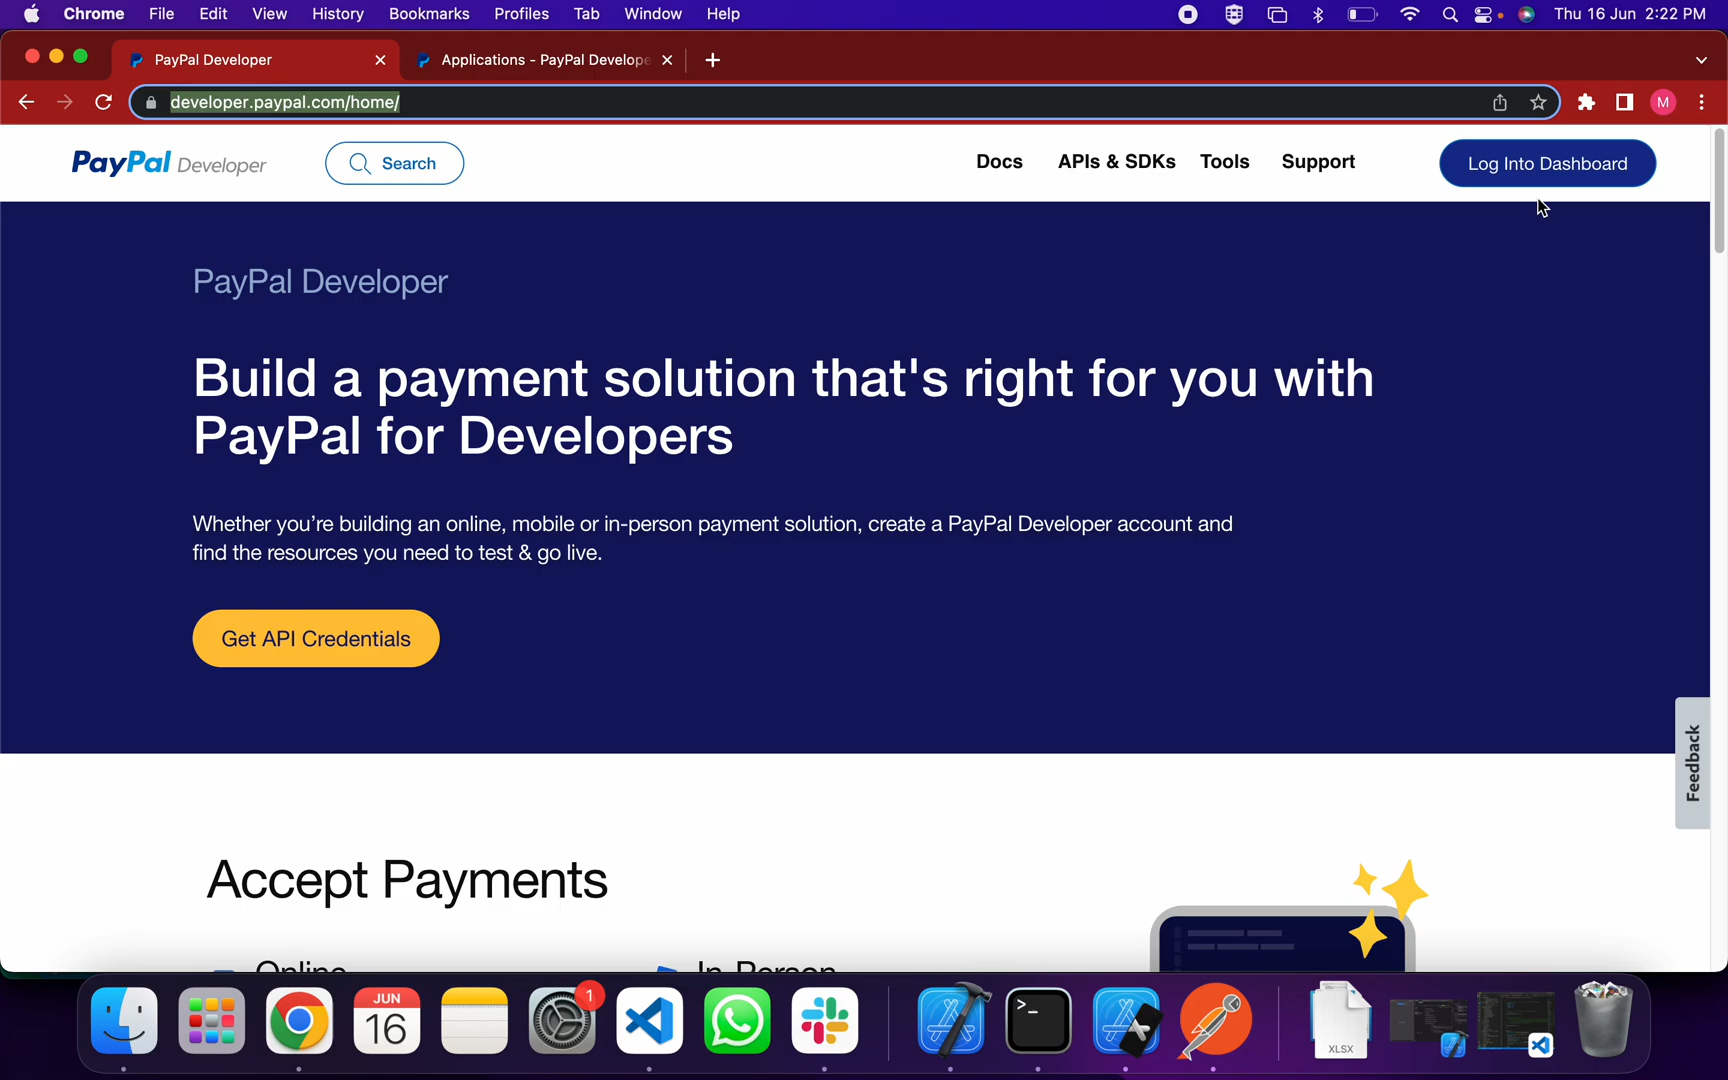 Chrome File Edit View History Bookmarks Profiles Tab Window Help Thu 16 Jun 2:22 PM
PayPal Developer Applications - PayPal Develope
developer.paypal.com/home/ M
PayPal Developer Search Docs APIs & SDKs Tools Support Log Into Dashboard
PayPal Developer
Build a payment solution that's right for you with
PayPal for Developers
Whether you're building an online, mobile or in-person payment solution, create a PayPal Developer account and
find the resources you need to test & go live.
Get API Credentials
Feedback
Accept Payments
Online In-Person
JUN
16
1
XLSX